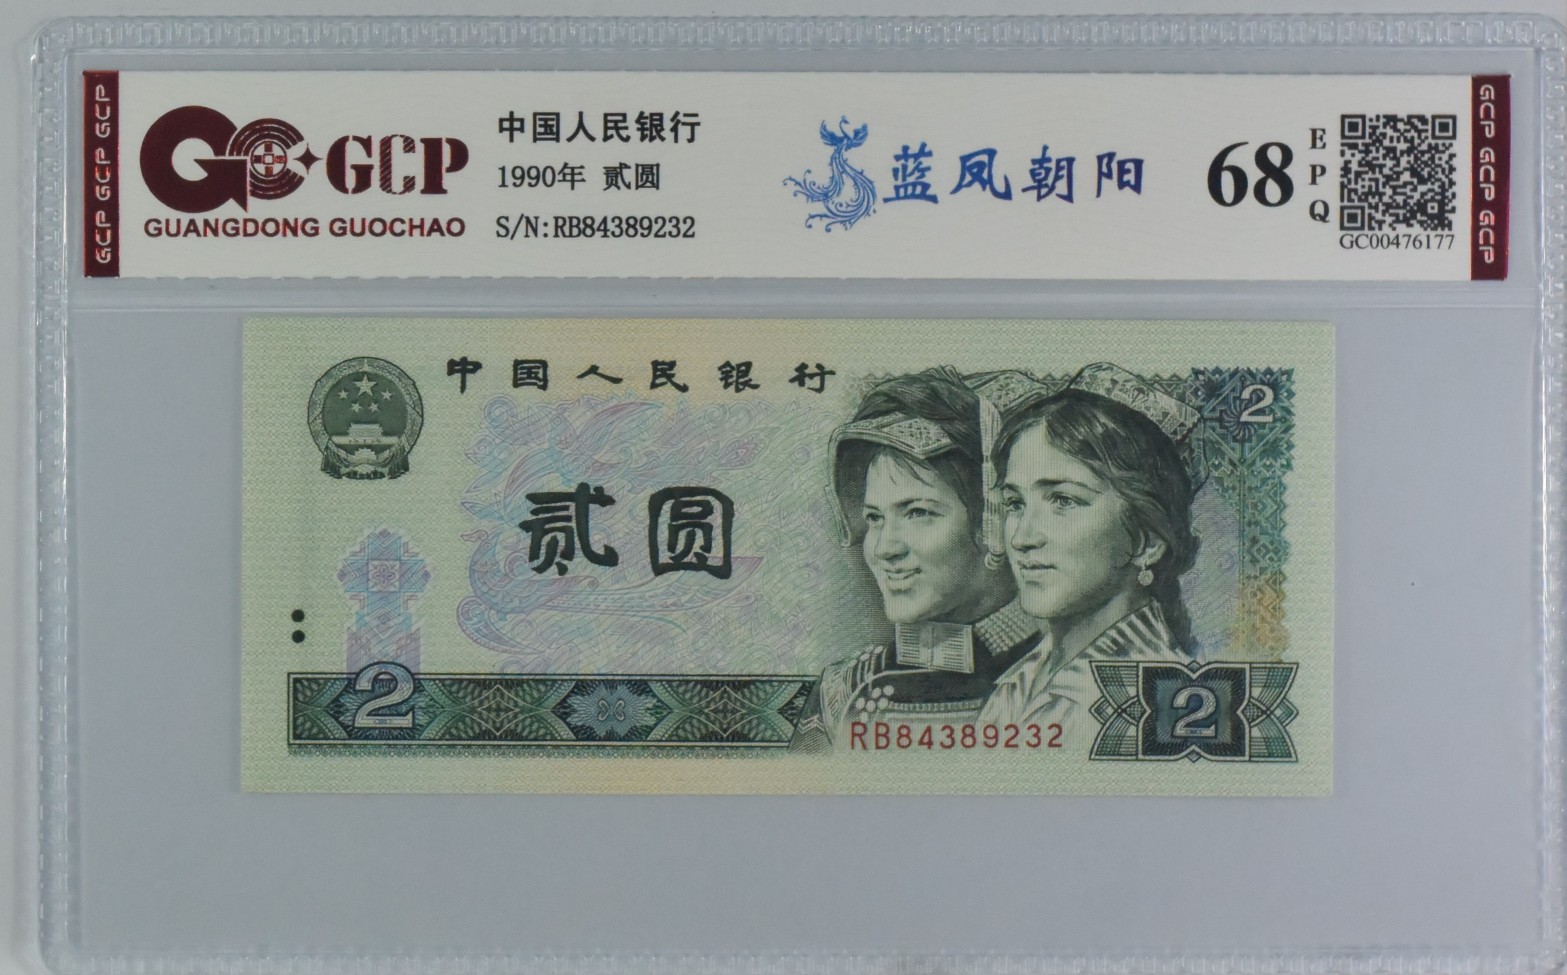 GCP GCP GCP
GCP
GUANGDONG GUOCHAO
中国人民银行
1990年 贰圆
S/N:RB84389232
蓝凤朝阳
68
EPQ
GC00476177
GCP GCP GCP
中国人民银行
2
贰圆
2
RB84389232
2